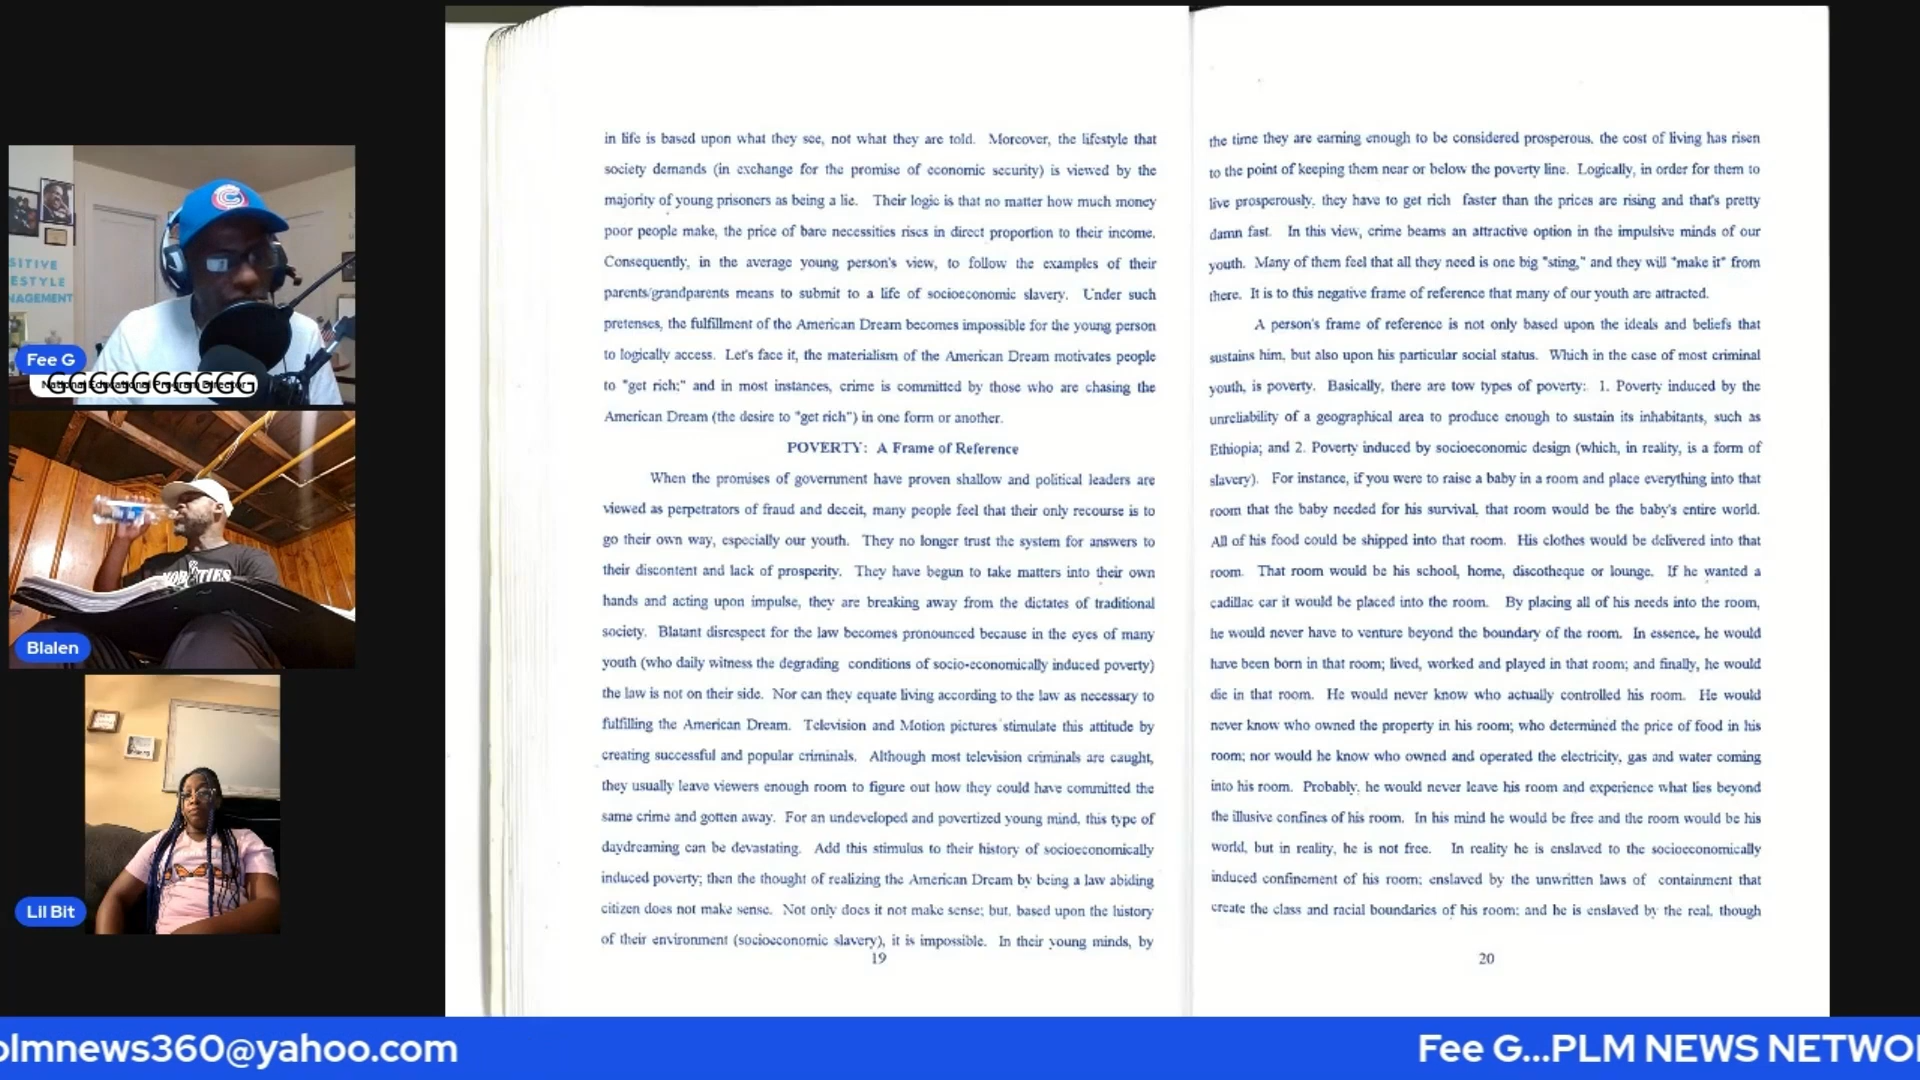 SITIVE
ESTYLE
NAGEMENT
Fee G
National Educational Program Director
GGGGGGGGGG
Blalen
Lil Bit
in life is based upon what they see, not what they are told. Moreover, the lifestyle that
society demands (in exchange for the promise of economic security) is viewed by the
majority of young prisoners as being a lie. Their logic is that no matter how much money
poor people make, the price of bare necessities rises in direct proportion to their income.
Consequently, in the average young person's view, to follow the examples of their
parents/grandparents means to submit to a life of socioeconomic slavery. Under such
pretenses, the fulfillment of the American Dream becomes impossible for the young person
to logically access. Let's face it, the materialism of the American Dream motivates people
to "get rich;" and in most instances, crime is committed by those who are chasing the
American Dream (the desire to "get rich") in one form or another.
POVERTY: A Frame of Reference
When the promises of government have proven shallow and political leaders are
viewed as perpetrators of fraud and deceit, many people feel that their only recourse is to
go their own way, especially our youth. They no longer trust the system for answers to
their discontent and lack of prosperity. They have begun to take matters into their own
hands and acting upon impulse, they are breaking away from the dictates of traditional
society. Blatant disrespect for the law becomes pronounced because in the eyes of many
youth (who daily witness the degrading conditions of socio-economically induced poverty)
the law is not on their side. Nor can they equate living according to the law as necessary to
fulfilling the American Dream. Television and Motion pictures stimulate this attitude by
creating successful and popular criminals. Although most television criminals are caught,
they usually leave viewers enough room to figure out how they could have committed the
same crime and gotten away. For an undeveloped and povertized young mind, this type of
daydreaming can be devastating. Add this stimulus to their history of socioeconomically
induced poverty; then the thought of realizing the American Dream by being a law abiding
citizen does not make sense. Not only does it not make sense; but, based upon the history
of their environment (socioeconomic slavery), it is impossible. In their young minds, by
19
the time they are earning enough to be considered prosperous, the cost of living has risen
to the point of keeping them near or below the poverty line. Logically, in order for them to
live prosperously, they have to get rich faster than the prices are rising and that's pretty
damn fast. In this view, crime beams an attractive option in the impulsive minds of our
youth. Many of them feel that all they need is one big "sting," and they will "make it" from
there. It is to this negative frame of reference that many of our youth are attracted.
A person's frame of reference is not only based upon the ideals and beliefs that
sustains him, but also upon his particular social status. Which in the case of most criminal
youth, is poverty. Basically, there are tow types of poverty: 1. Poverty induced by the
unreliability of a geographical area to produce enough to sustain its inhabitants, such as
Ethiopia; and 2. Poverty induced by socioeconomic design (which, in reality, is a form of
slavery). For instance, if you were to raise a baby in a room and place everything into that
room that the baby needed for his survival, that room would be the baby's entire world.
All of his food could be shipped into that room. His clothes would be delivered into that
room. That room would be his school, home, discotheque or lounge. If he wanted a
cadillac car it would be placed into the room. By placing all of his needs into the room,
he would never have to venture beyond the boundary of the room. In essence, he would
have been born in that room; lived, worked and played in that room; and finally, he would
die in that room. He would never know who actually controlled his room. He would
never know who owned the property in his room; who determined the price of food in his
room; nor would he know who owned and operated the electricity, gas and water coming
into his room. Probably, he would never leave his room and experience what lies beyond
the illusive confines of his room. In his mind he would be free and the room would be his
world, but in reality, he is not free. In reality he is enslaved to the socioeconomically
induced confinement of his room; enslaved by the unwritten laws of containment that
create the class and racial boundaries of his room; and he is enslaved by the real, though
20
olmnews360@yahoo.com
Fee G...PLM NEWS NETWO